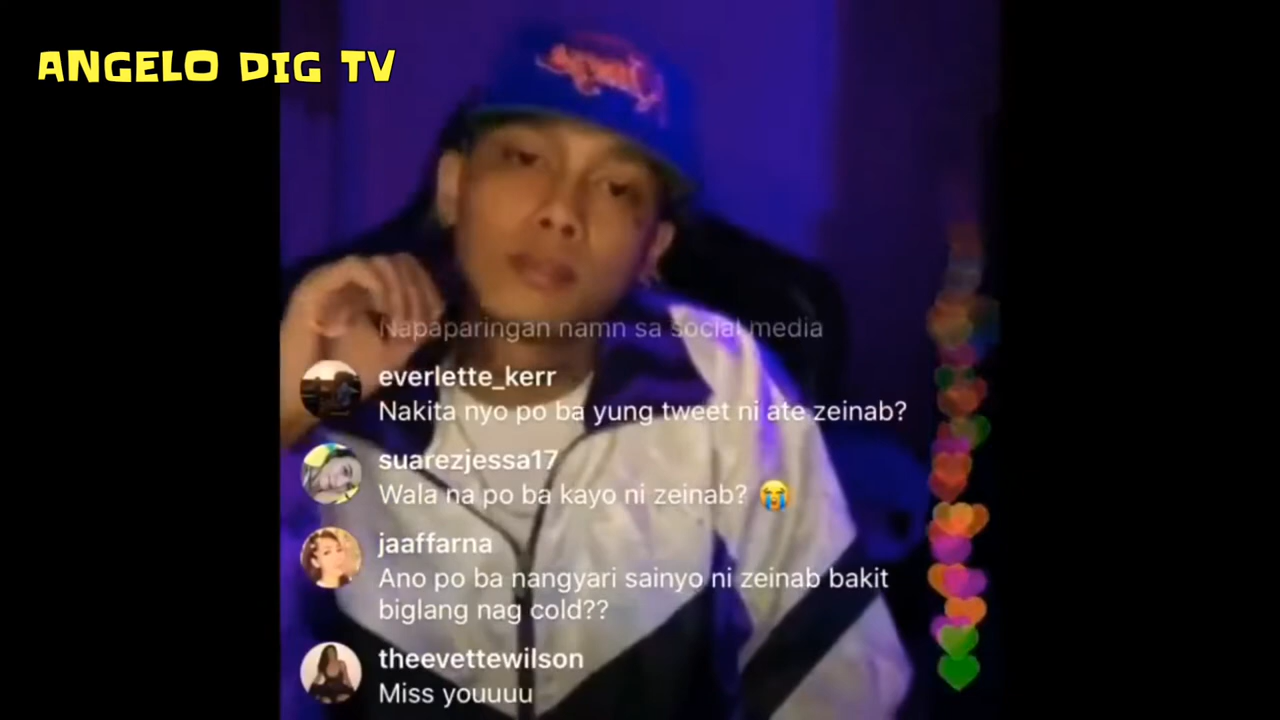 ANGELO DIG TV
Napaparingan namn sa social media
everlette_kerr
Nakita nyo po ba yung tweet ni ate zeinab?
suarezjessa17
Wala na po ba kayo ni zeinab? 😭
jaaffarna
Ano po ba nangyari sainyo ni zeinab bakit
biglang nag cold??
theevettewilson
Miss youuuu